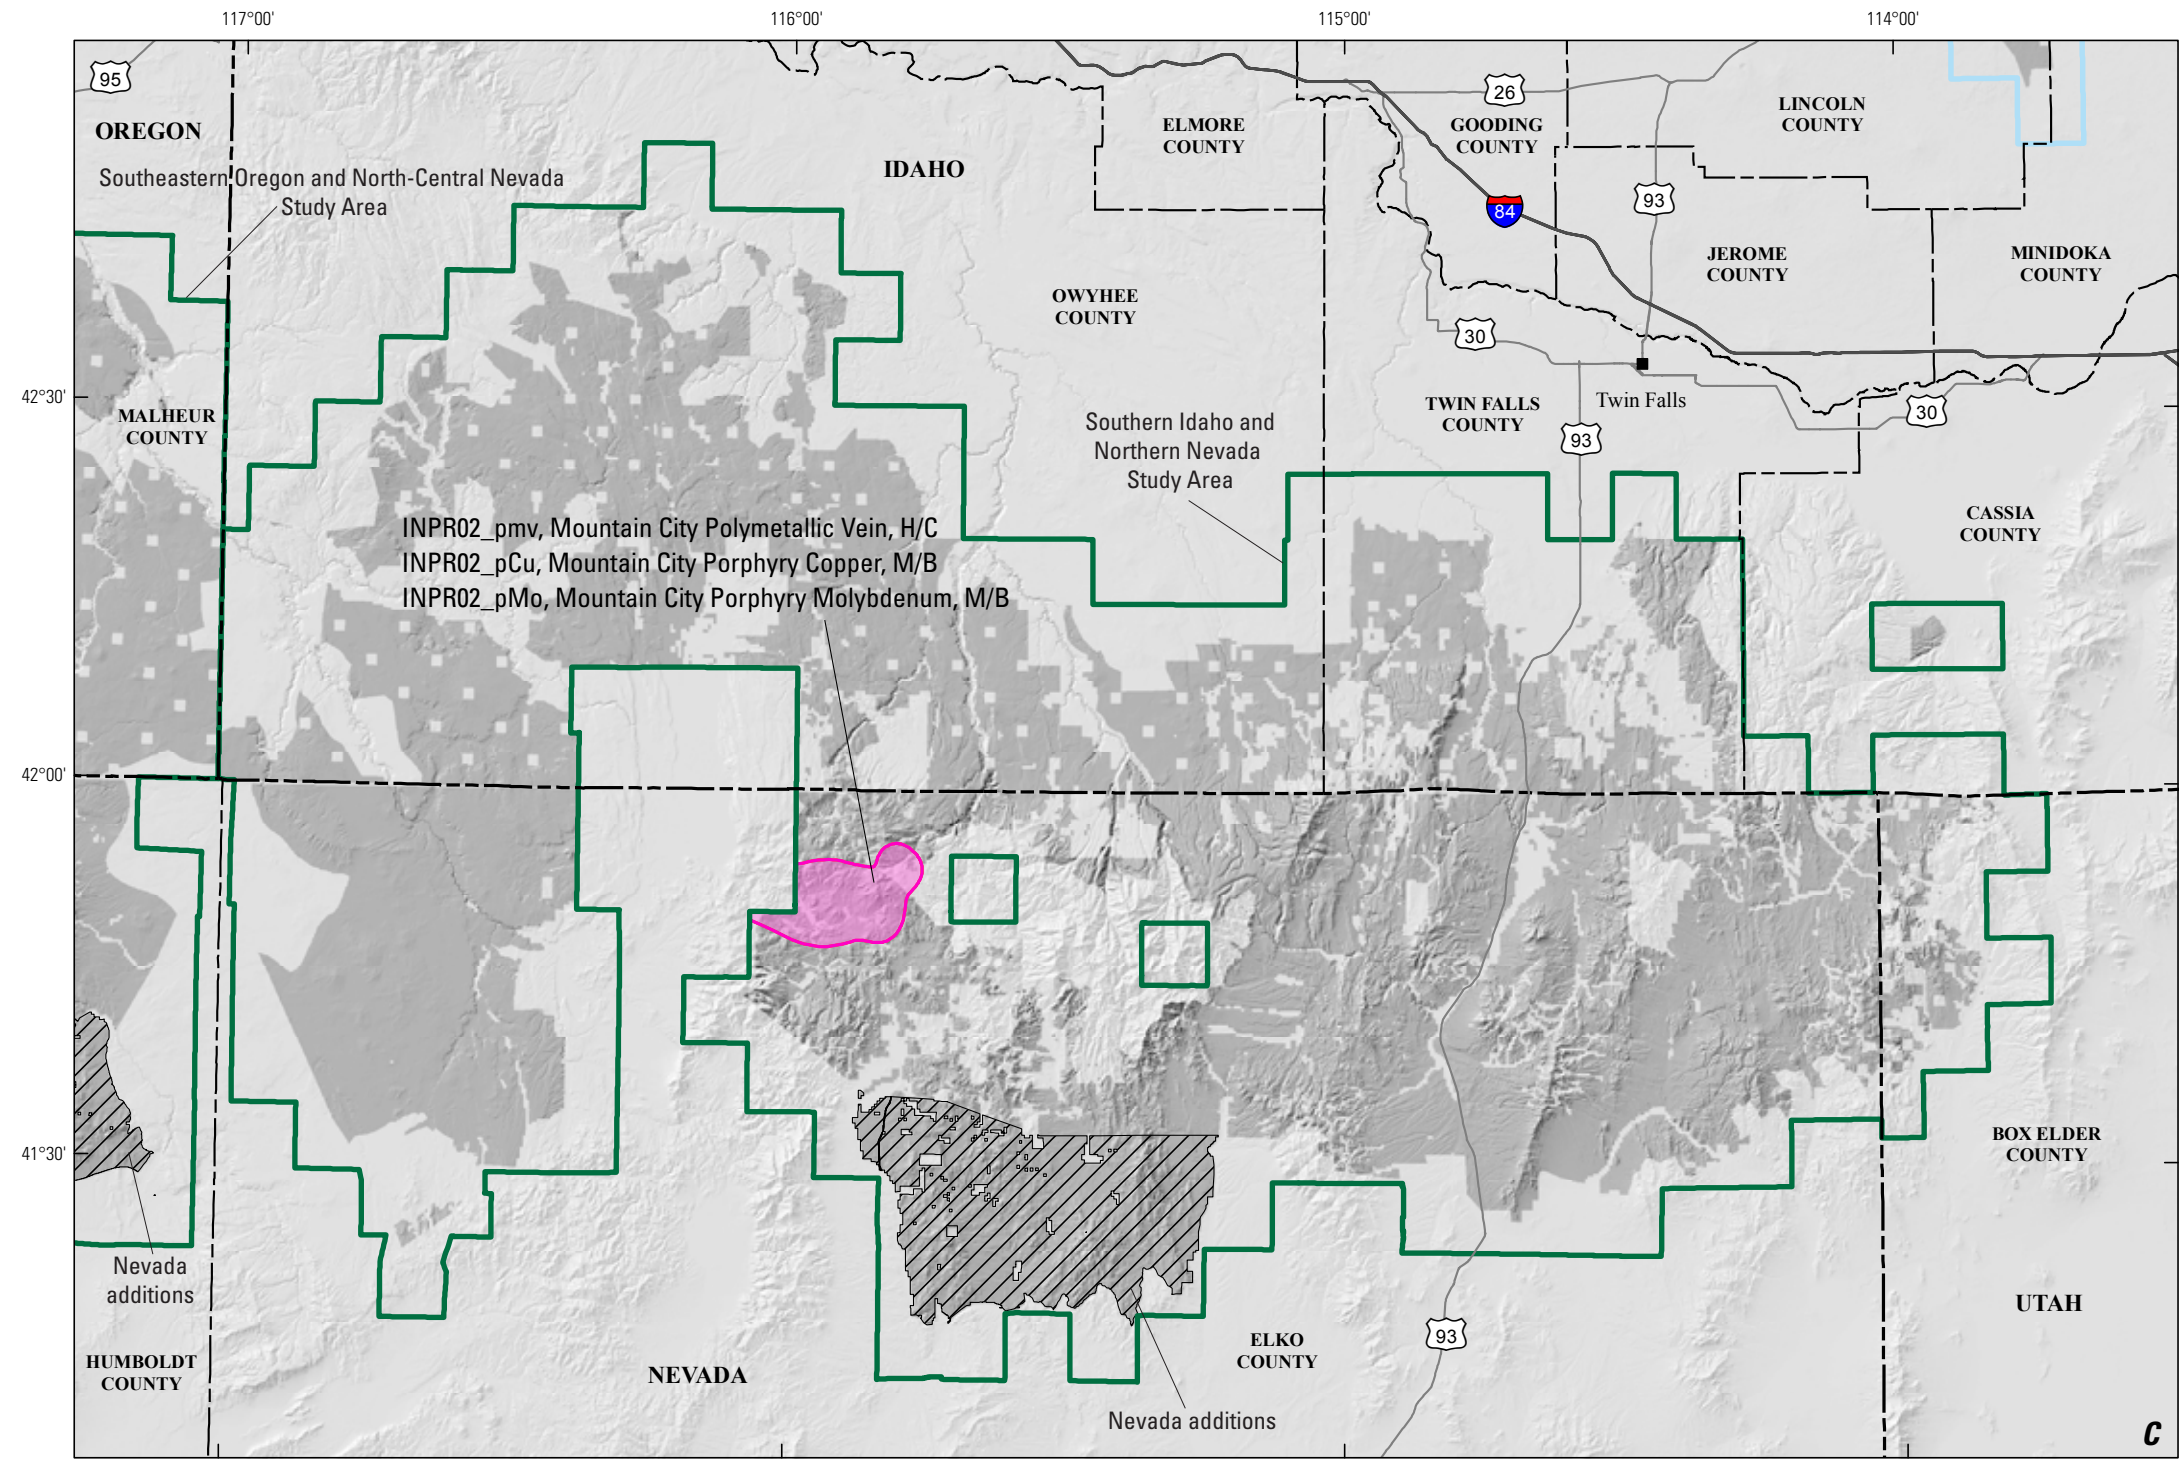 117°00'
116°00'
115°00'
114°00'
95
26
OREGON
ELMORE
COUNTY
GOODING
COUNTY
LINCOLN
COUNTY
IDAHO
Southeastern Oregon and North-Central Nevada
Study Area
93
84
JEROME
COUNTY
MINIDOKA
COUNTY
OWYHEE
COUNTY
30
42°30'
MALHEUR
COUNTY
TWIN FALLS
COUNTY
Twin Falls
30
93
Southern Idaho and
Northern Nevada
Study Area
CASSIA
COUNTY
INPR02_pmv, Mountain City Polymetallic Vein, H/C
INPR02_pCu, Mountain City Porphyry Copper, M/B
INPR02_pMo, Mountain City Porphyry Molybdenum, M/B
42°00'
41°30'
BOX ELDER
COUNTY
Nevada
additions
UTAH
93
HUMBOLDT
COUNTY
NEVADA
ELKO
COUNTY
Nevada additions
C